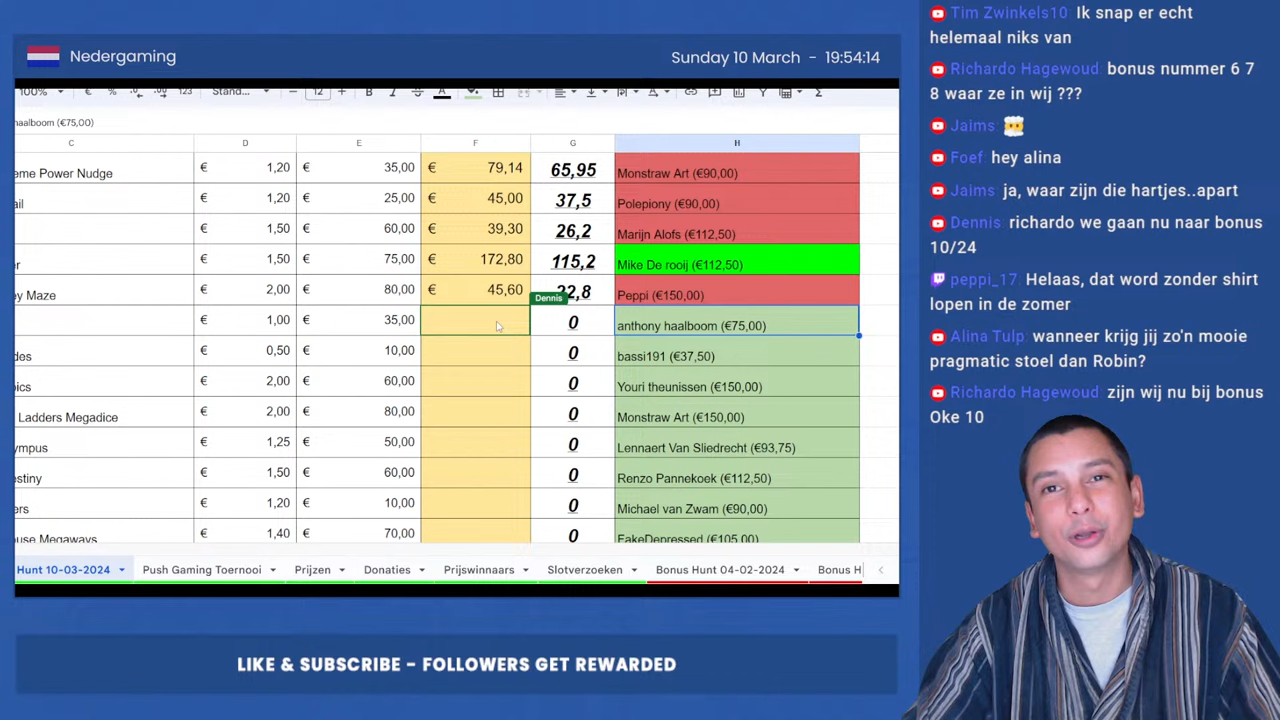 Nedergaming
Sunday 10 March - 19:54:14
100% € % .0 .00 123 Stand... 12 B I A
haalboom (€75,00)
C D E F G H
eme Power Nudge € 1,20 € 35,00 € 79,14 65,95 Monstraw Art (€90,00)
ail € 1,20 € 25,00 € 45,00 37,5 Polepiony (€90,00)
€ 1,50 € 60,00 € 39,30 26,2 Marijn Alofs (€112,50)
er € 1,50 € 75,00 € 172,80 115,2 Mike De rooij (€112,50)
ey Maze € 2,00 € 80,00 € 45,60 22,8 Peppi (€150,00)
Dennis
€ 1,00 € 35,00 0 anthony haalboom (€75,00)
des € 0,50 € 10,00 0 bassi191 (€37,50)
pics € 2,00 € 60,00 0 Youri theunissen (€150,00)
Ladders Megadice € 2,00 € 80,00 0 Monstraw Art (€150,00)
ympus € 1,25 € 50,00 0 Lennaert Van Sliedrecht (€93,75)
estiny € 1,50 € 60,00 0 Renzo Pannekoek (€112,50)
ers € 1,20 € 10,00 0 Michael van Zwam (€90,00)
ouse Megaways € 1,40 € 70,00 0 FakeDepressed (€105,00)
Hunt 10-03-2024 Push Gaming Toernooi Prijzen Donaties Prijswinnaars Slotverzoeken Bonus Hunt 04-02-2024 Bonus H
LIKE & SUBSCRIBE - FOLLOWERS GET REWARDED
Tim Zwinkels10 Ik snap er echt
helemaal niks van
Richardo Hagewoud: bonus nummer 6 7
8 waar ze in wij ???
Jaims:
Foef: hey alina
Jaims: ja, waar zijn die hartjes..apart
Dennis: richardo we gaan nu naar bonus
10/24
peppi_17: Helaas, dat word zonder shirt
lopen in de zomer
Alina Tulp: wanneer krijg jij zo'n mooie
pragmatic stoel dan Robin?
Richardo Hagewoud: zijn wij nu bij bonus
Oke 10